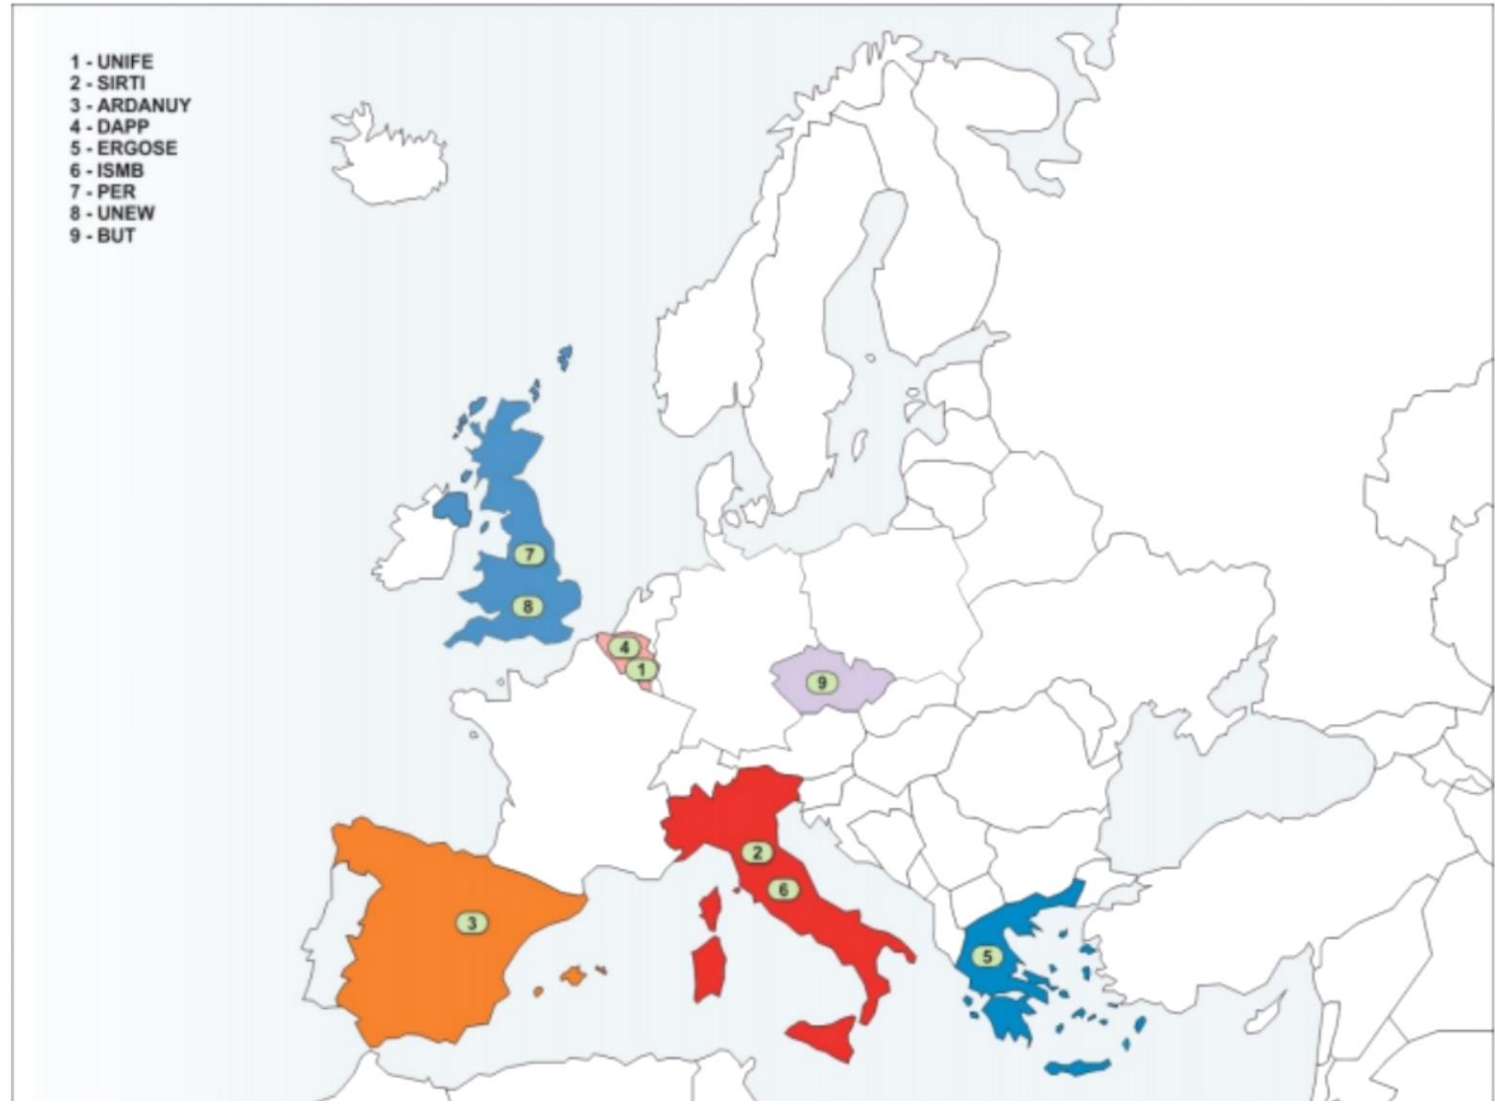 1 - UNIFE
2 - SIRTI
3 - ARDANUY
4 - DAPP
5 - ERGOSE
6 - ISMB
7 - PER
8 - UNEW
9 - BUT
7
8
4
1
9
2
6
3
5